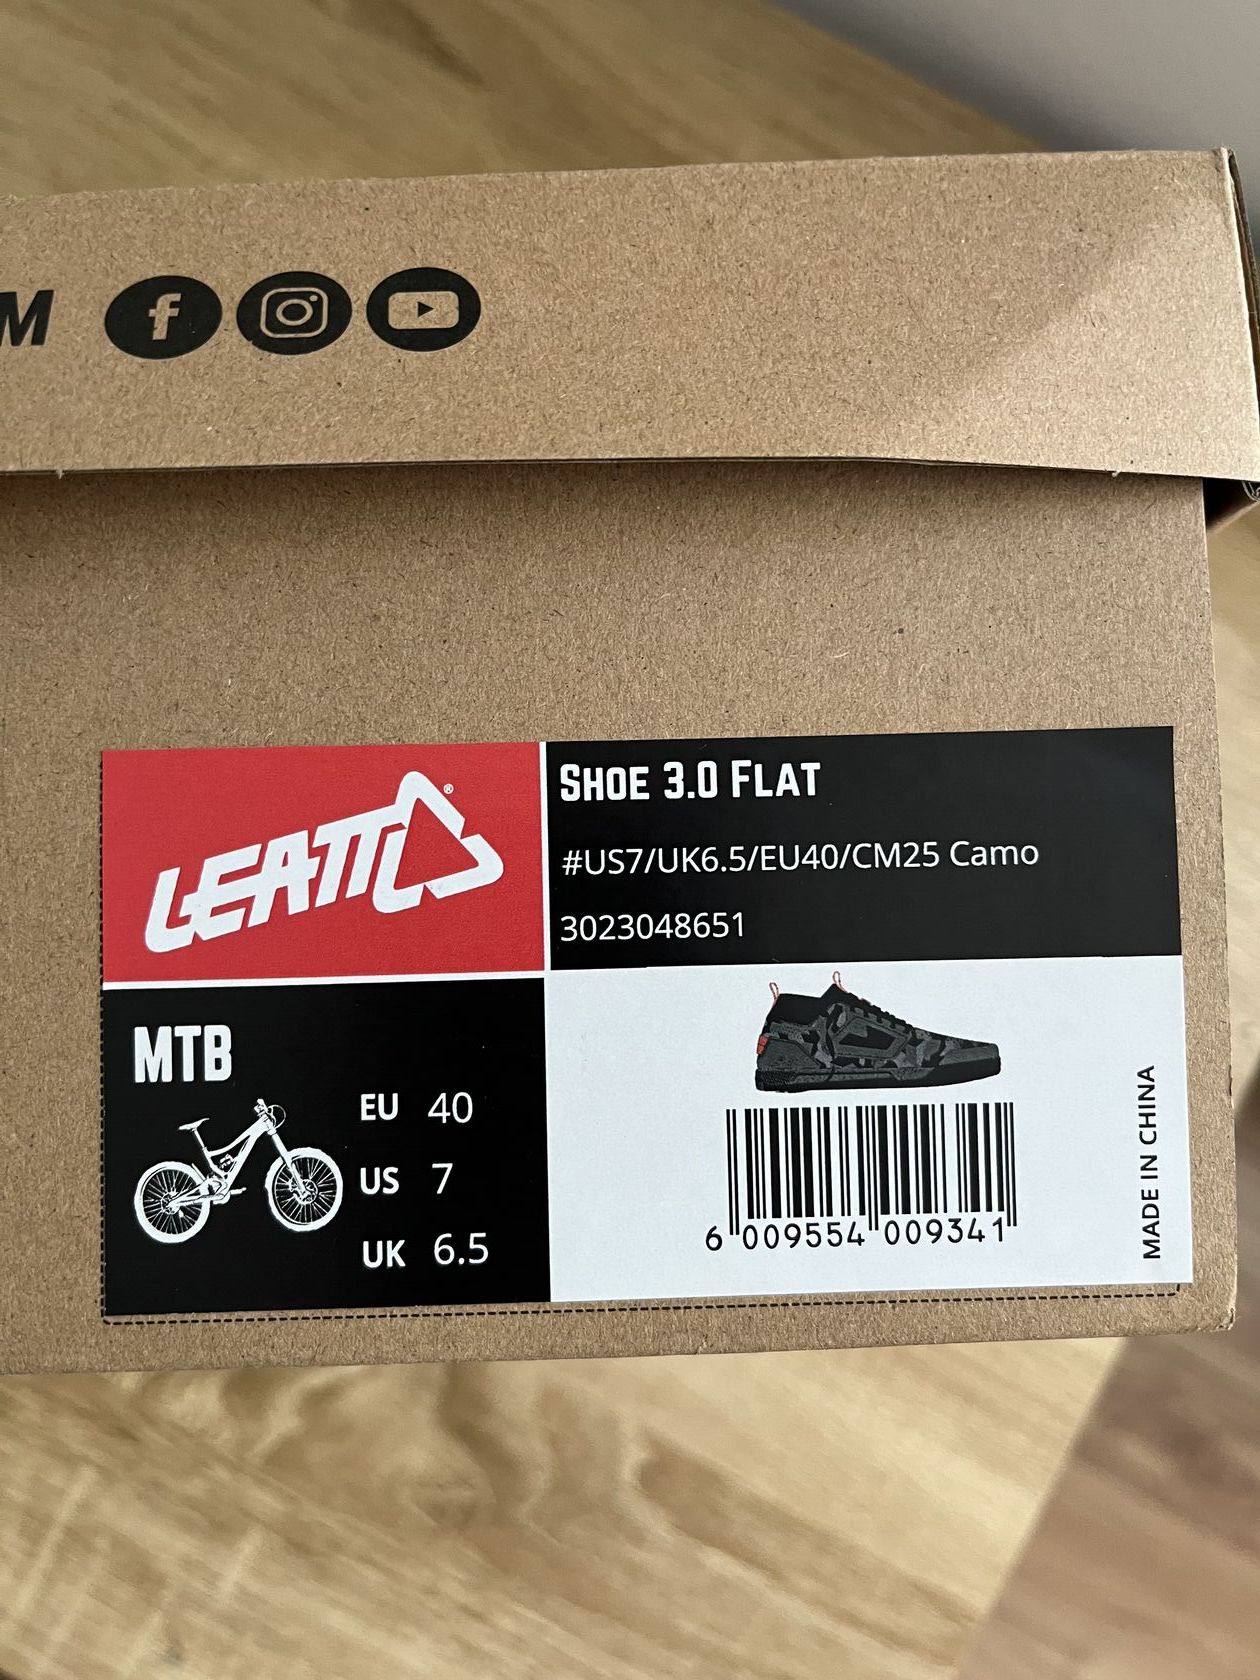 M
LEATT®
SHOE 3.0 FLAT
#US7/UK6.5/EU40/CM25 Camo
3023048651
MTB
EU 40
US 7
UK 6.5
6 009554 009341
MADE IN CHINA